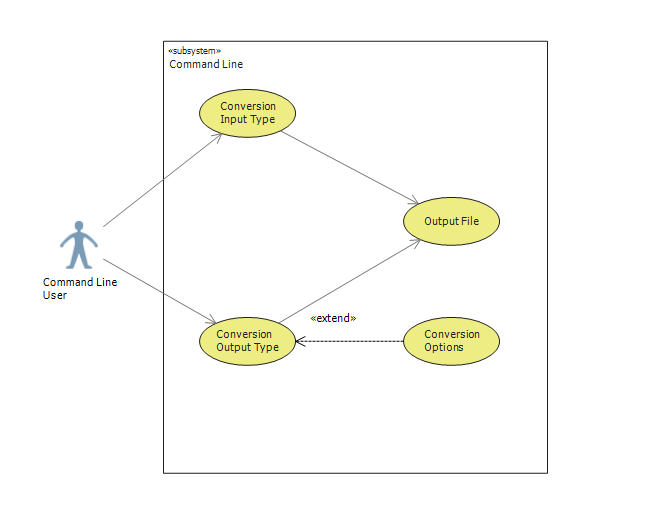 «subsystem»
Command Line
Conversion
Input Type
Output File
Command Line
User
«extend»
Conversion
Output Type
Conversion
Options